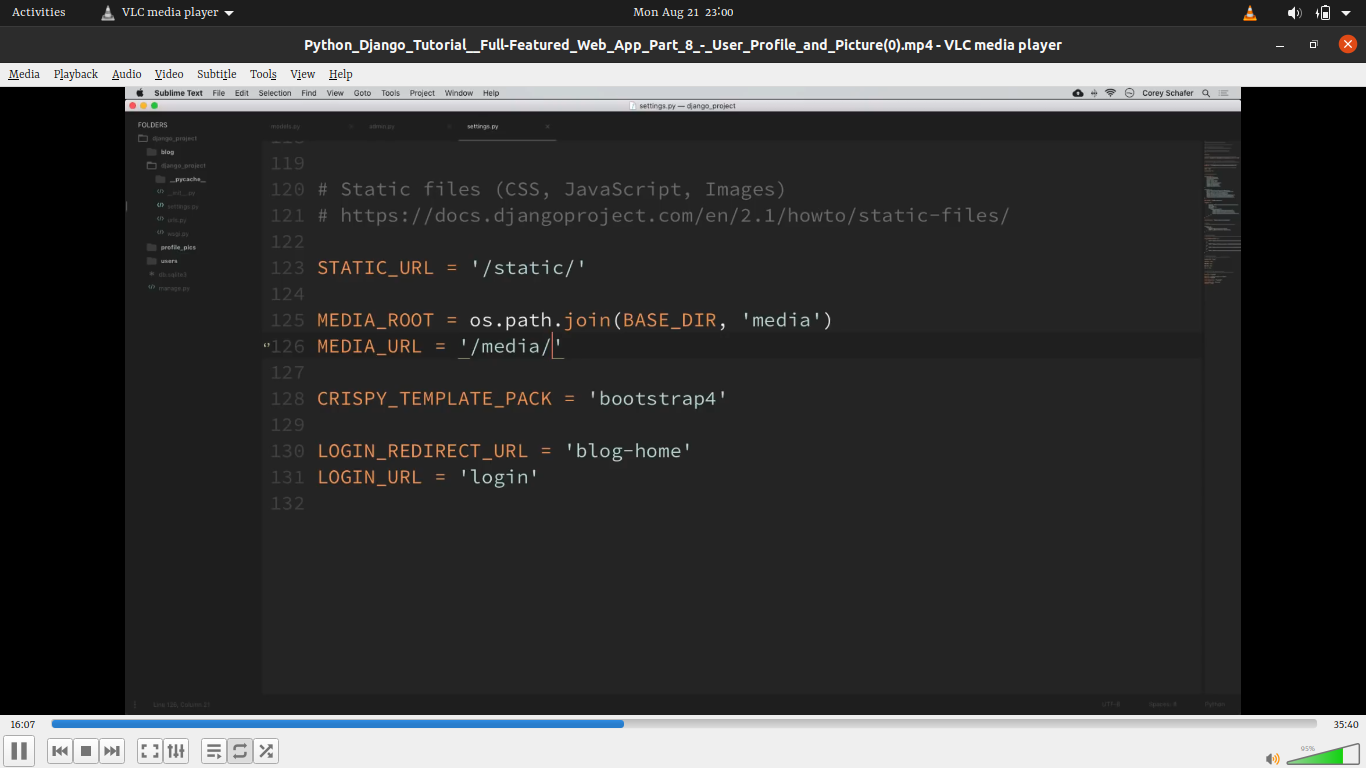 Activities VLC media player Mon Aug 21 23:00
Python_Django_Tutorial__Full-Featured_Web_App_Part_8_-_User_Profile_and_Picture(0).mp4 - VLC media player
Media Playback Audio Video Subtitle Tools View Help
Sublime Text File Edit Selection Find View Goto Tools Project Window Help Corey Schafer
settings.py — django_project
FOLDERS
models.py admin.py settings.py
django_project
blog
django_project
__pycache__
__init__.py
settings.py
urls.py
wsgi.py
profile_pics
users
db.sqlite3
manage.py
119
120 # Static files (CSS, JavaScript, Images)
121 # https://docs.djangoproject.com/en/2.1/howto/static-files/
122
123 STATIC_URL = '/static/'
124
125 MEDIA_ROOT = os.path.join(BASE_DIR, 'media')
126 MEDIA_URL = '/media/'
127
128 CRISPY_TEMPLATE_PACK = 'bootstrap4'
129
130 LOGIN_REDIRECT_URL = 'blog-home'
131 LOGIN_URL = 'login'
132
Line 126, Column 21 UTF-8 Spaces: 4 Python
16:07 35:40
95%